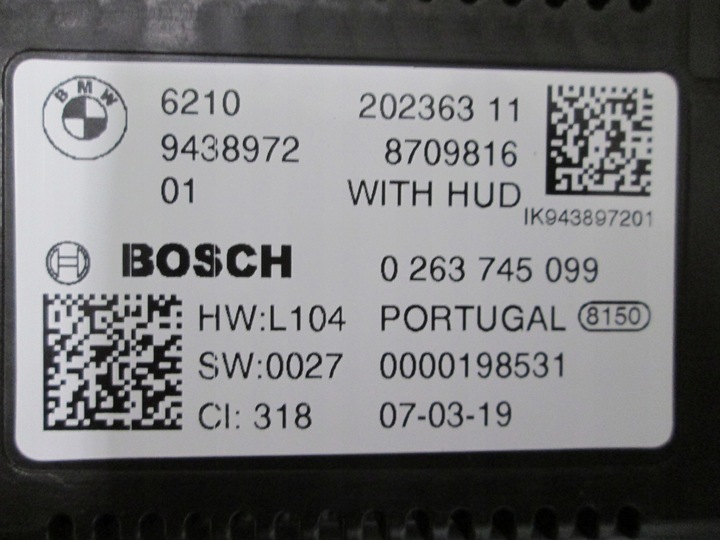 BMW 6210 202363 11
9438972 8709816
01 WITH HUD
IK943897201
BOSCH 0 263 745 099
HW:L104 PORTUGAL 8150
SW:0027 0000198531
CI: 318 07-03-19